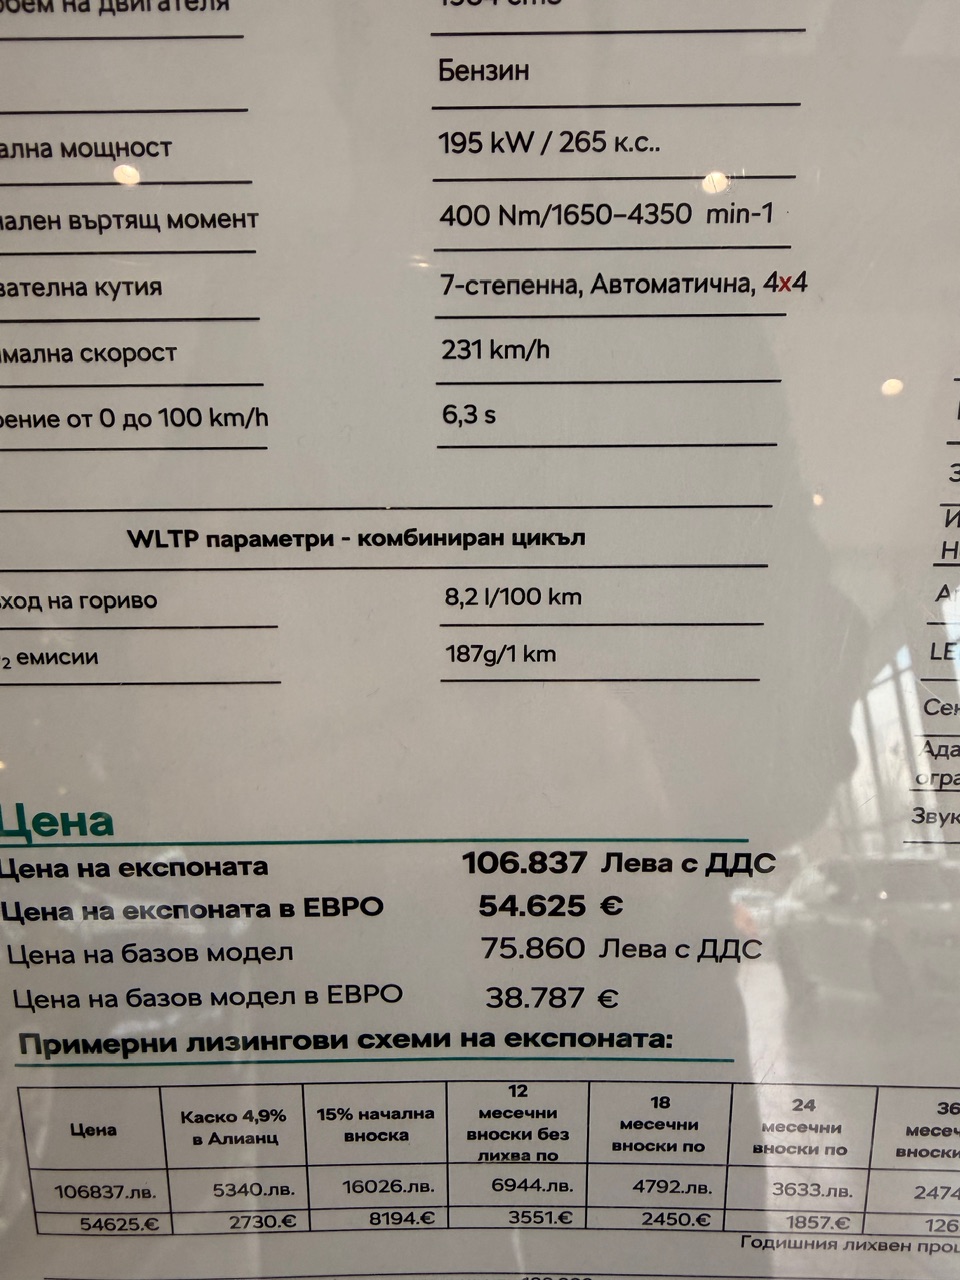 двигателя
Бензин
мощност
195 kW / 265 к.с..
въртящ момент
400 Nm/1650–4350 min-1
кутия
7-степенна, Автоматична, 4x4
скорост
231 km/h
от 0 до 100 km/h
6,3 s
WLTP параметри - комбиниран цикъл
на гориво
8,2 l/100 km
2 емисии
187g/1 km
Цена
Цена на експоната 106.837 Лева с ДДС
Цена на експоната в ЕВРО 54.625 €
Цена на базов модел 75.860 Лева с ДДС
Цена на базов модел в ЕВРО 38.787 €
Примерни лизингови схеми на експоната:
Цена
Каско 4,9%
в Алианц
15% начална
вноска
12
месечни
вноски без
лихва по
18
месечни
вноски по
24
месечни
вноски по
36
106837.лв. 5340.лв. 16026.лв. 6944.лв. 4792.лв. 3633.лв. 2474
54625.€ 2730.€ 8194.€ 3551.€ 2450.€ 1857.€ 126
Годишния лихвен